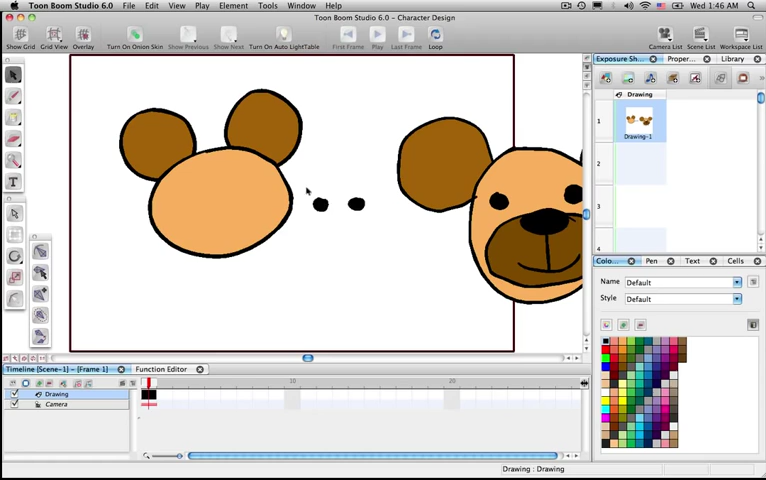 Toon Boom Studio 6.0 File Edit View Play Element Tools Window Help Wed 1:46 AM
Toon Boom Studio 6.0 - Character Design
Show Grid Grid View Overlay Turn On Onion Skin Show Previous Show Next Turn On Auto LightTable First Frame Play Last Frame Loop Camera List Scene List Workspace List
Exposure Sh... Proper... Library
Drawing
1
Drawing-1
2
3
4
T
Colo... Pen Text Cells
Name Default
Style Default
Timeline [Scene-1] - [Frame 1] Function Editor
10 20
Drawing
Camera
Drawing : Drawing